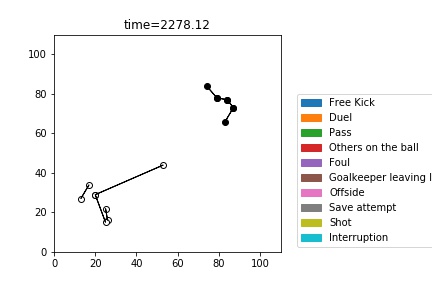 time=2278.12
100
80
60
40
20
0
0 20 40 60 80 100
Free Kick
Duel
Pass
Others on the ball
Foul
Goalkeeper leaving l
Offside
Save attempt
Shot
Interruption